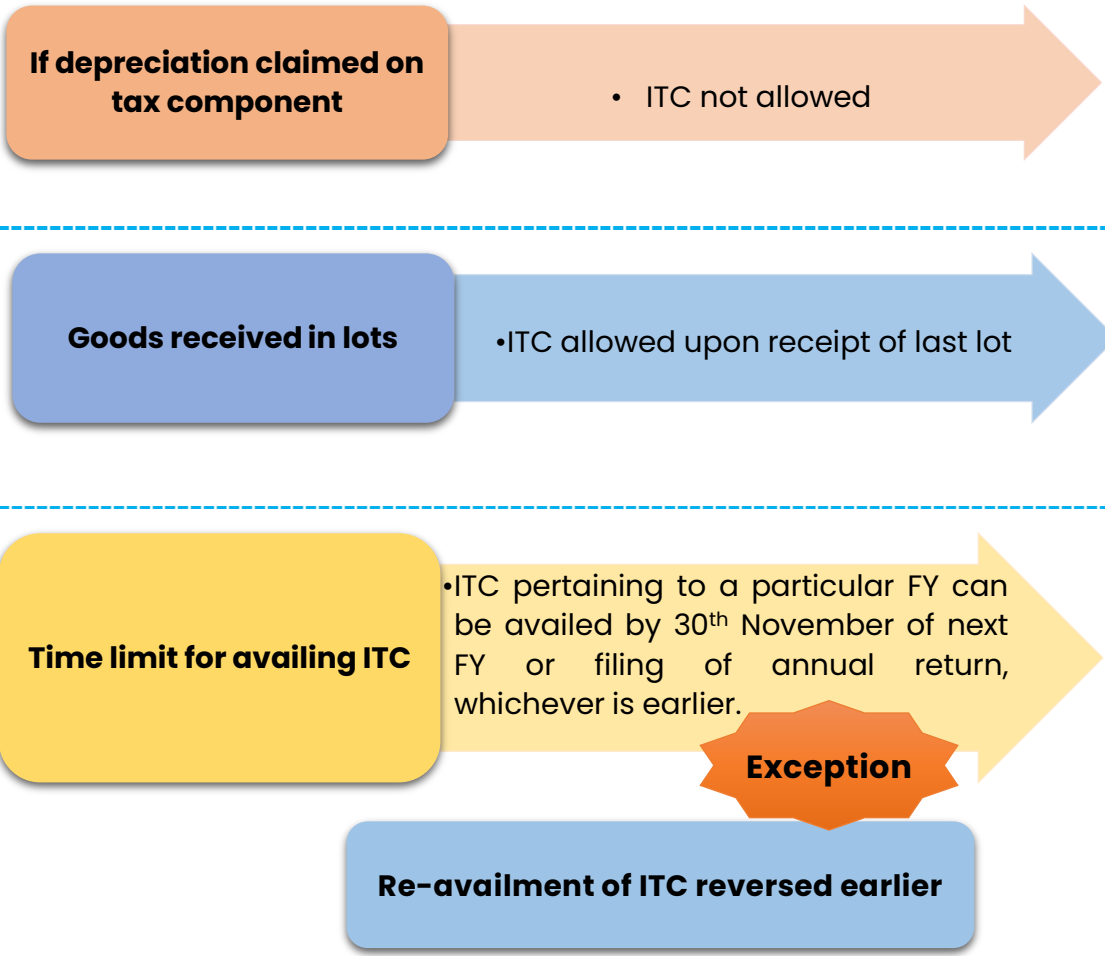 If depreciation claimed on
tax component
• ITC not allowed
Goods received in lots
•ITC allowed upon receipt of last lot
Time limit for availing ITC
•ITC pertaining to a particular FY can
be availed by 30th November of next
FY or filing of annual return,
whichever is earlier.
Exception
Re-availment of ITC reversed earlier